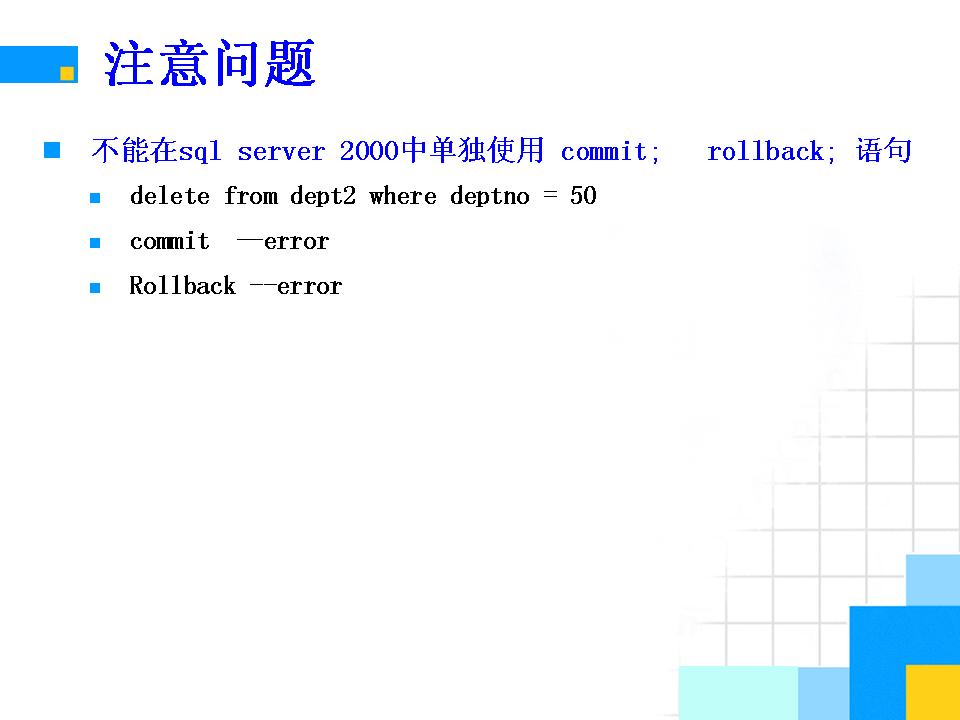 注意问题
不能在sql server 2000中单独使用 commit; rollback; 语句
delete from dept2 where deptno = 50
commit —error
Rollback --error